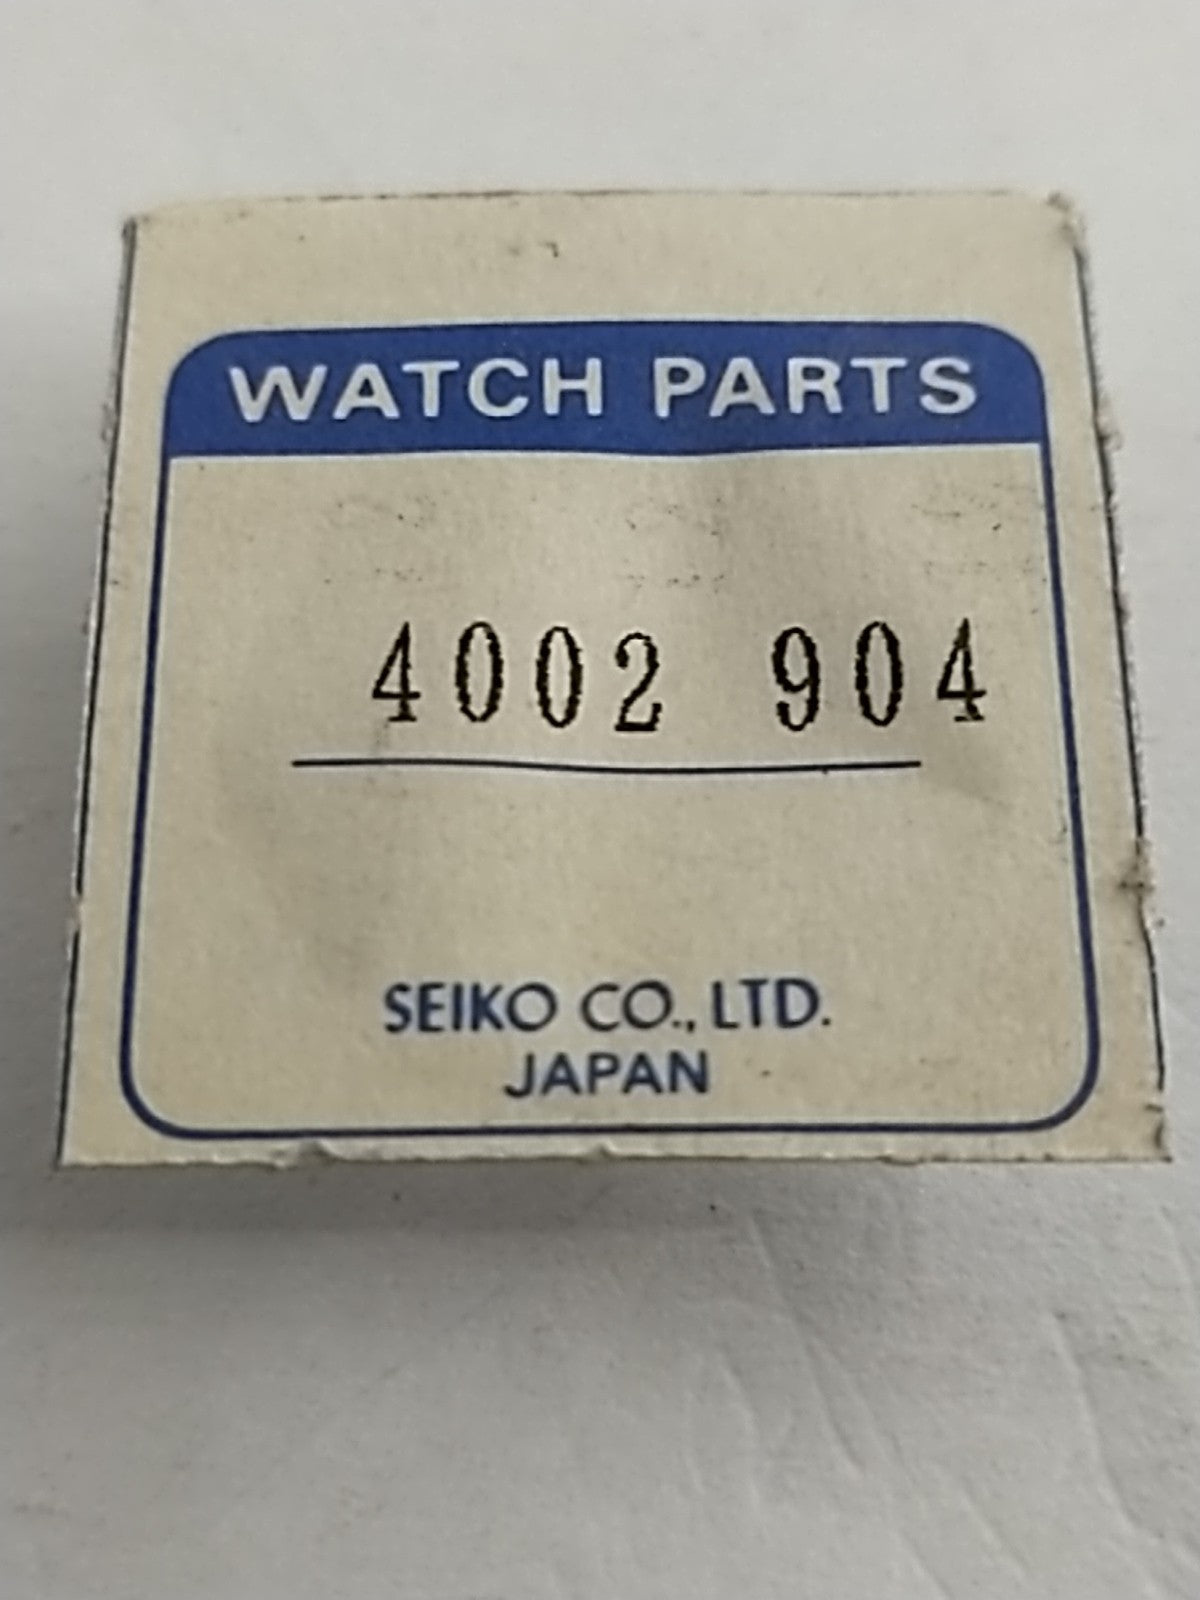 WATCH PARTS
4002 904
SEIKO CO., LTD.
JAPAN